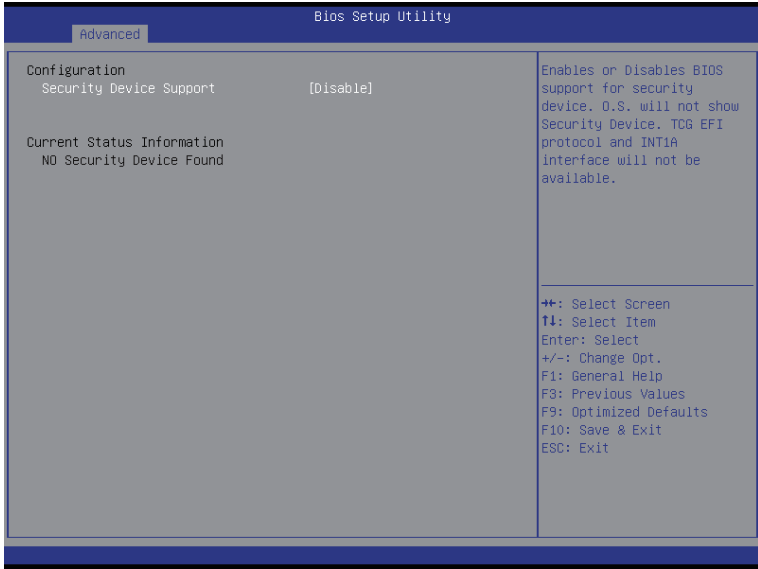 Bios Setup Utility
Advanced
Configuration
Security Device Support [Disable]
Current Status Information
NO Security Device Found
Enables or Disables BIOS
support for security
device. O.S. will not show
Security Device. TCG EFI
protocol and INT1A
interface will not be
available.
→←: Select Screen
↑↓: Select Item
Enter: Select
+/-: Change Opt.
F1: General Help
F3: Previous Values
F9: Optimized Defaults
F10: Save & Exit
ESC: Exit